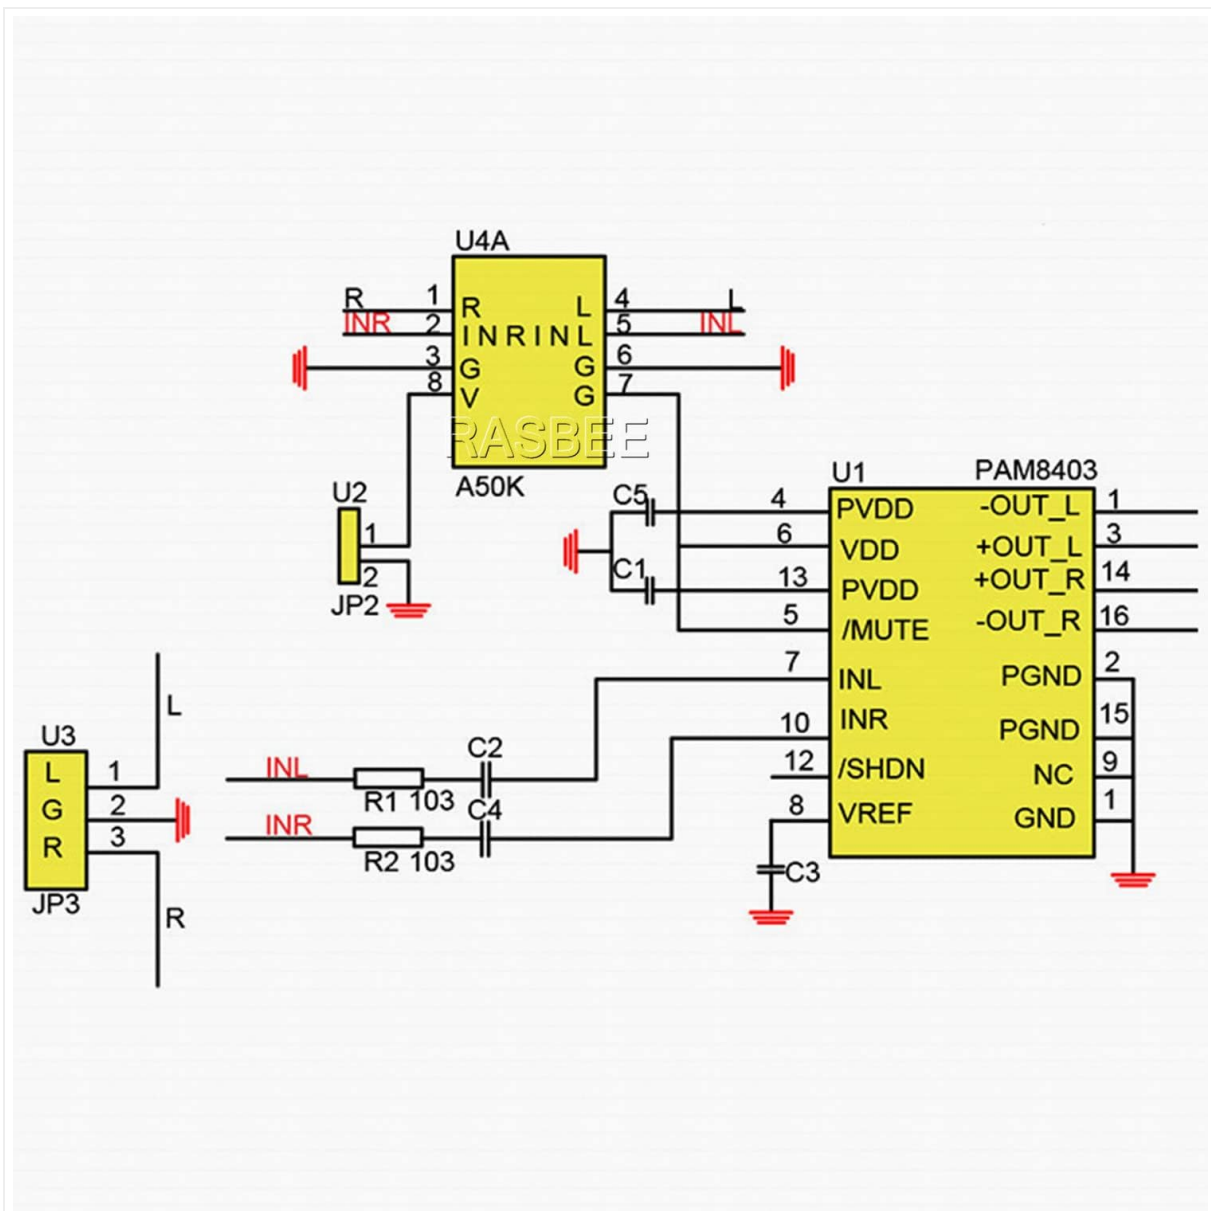 U4A
R 1 R L 4 L
INR 2 INRINL 5 INL
3 G G 6
8 V G 7
RASBEE
A50K
U2
1
2
JP2
U1 PAM8403
C5 4 PVDD -OUT_L 1
6 VDD +OUT_L 3
C1 13 PVDD +OUT_R 14
5 /MUTE -OUT_R 16
7 INL PGND 2
10 INR PGND 15
12 /SHDN NC 9
8 VREF GND 1
C3
L
U3
L 1
G 2
R 3
JP3
R
INL C2
R1 103
INR C4
R2 103